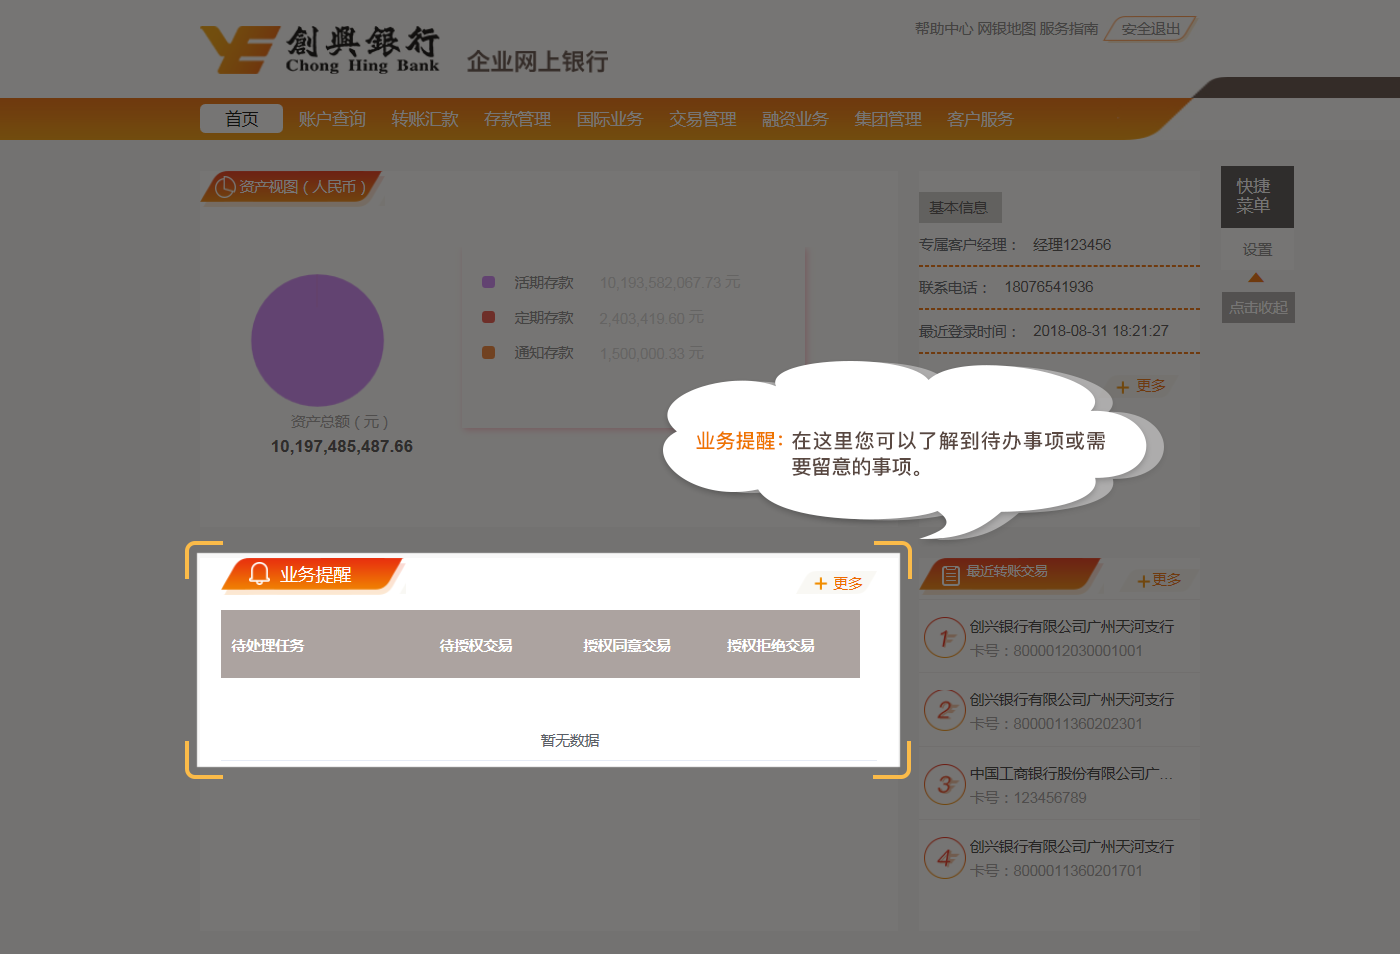 創興銀行
Chong Hing Bank
企业网上银行
帮助中心 网银地图 服务指南 安全退出
首页 账户查询 转账汇款 存款管理 国际业务 交易管理 融资业务 集团管理 客户服务
资产视图（人民币）
活期存款 10,193,582,067.73 元
定期存款 2,403,419.60 元
通知存款 1,500,000.33 元
资产总额（元）
10,197,485,487.66
基本信息
专属客户经理： 经理123456
联系电话： 18076541936
最近登录时间： 2018-08-31 18:21:27
+ 更多
快捷
菜单
设置
点击收起
业务提醒：在这里您可以了解到待办事项或需
要留意的事项。
业务提醒
+ 更多
待处理任务 待授权交易 授权同意交易 授权拒绝交易
暂无数据
最近转账交易
+更多
1 创兴银行有限公司广州天河支行
卡号：8000012030001001
2 创兴银行有限公司广州天河支行
卡号：8000011360202301
3 中国工商银行股份有限公司广...
卡号：123456789
4 创兴银行有限公司广州天河支行
卡号：8000011360201701